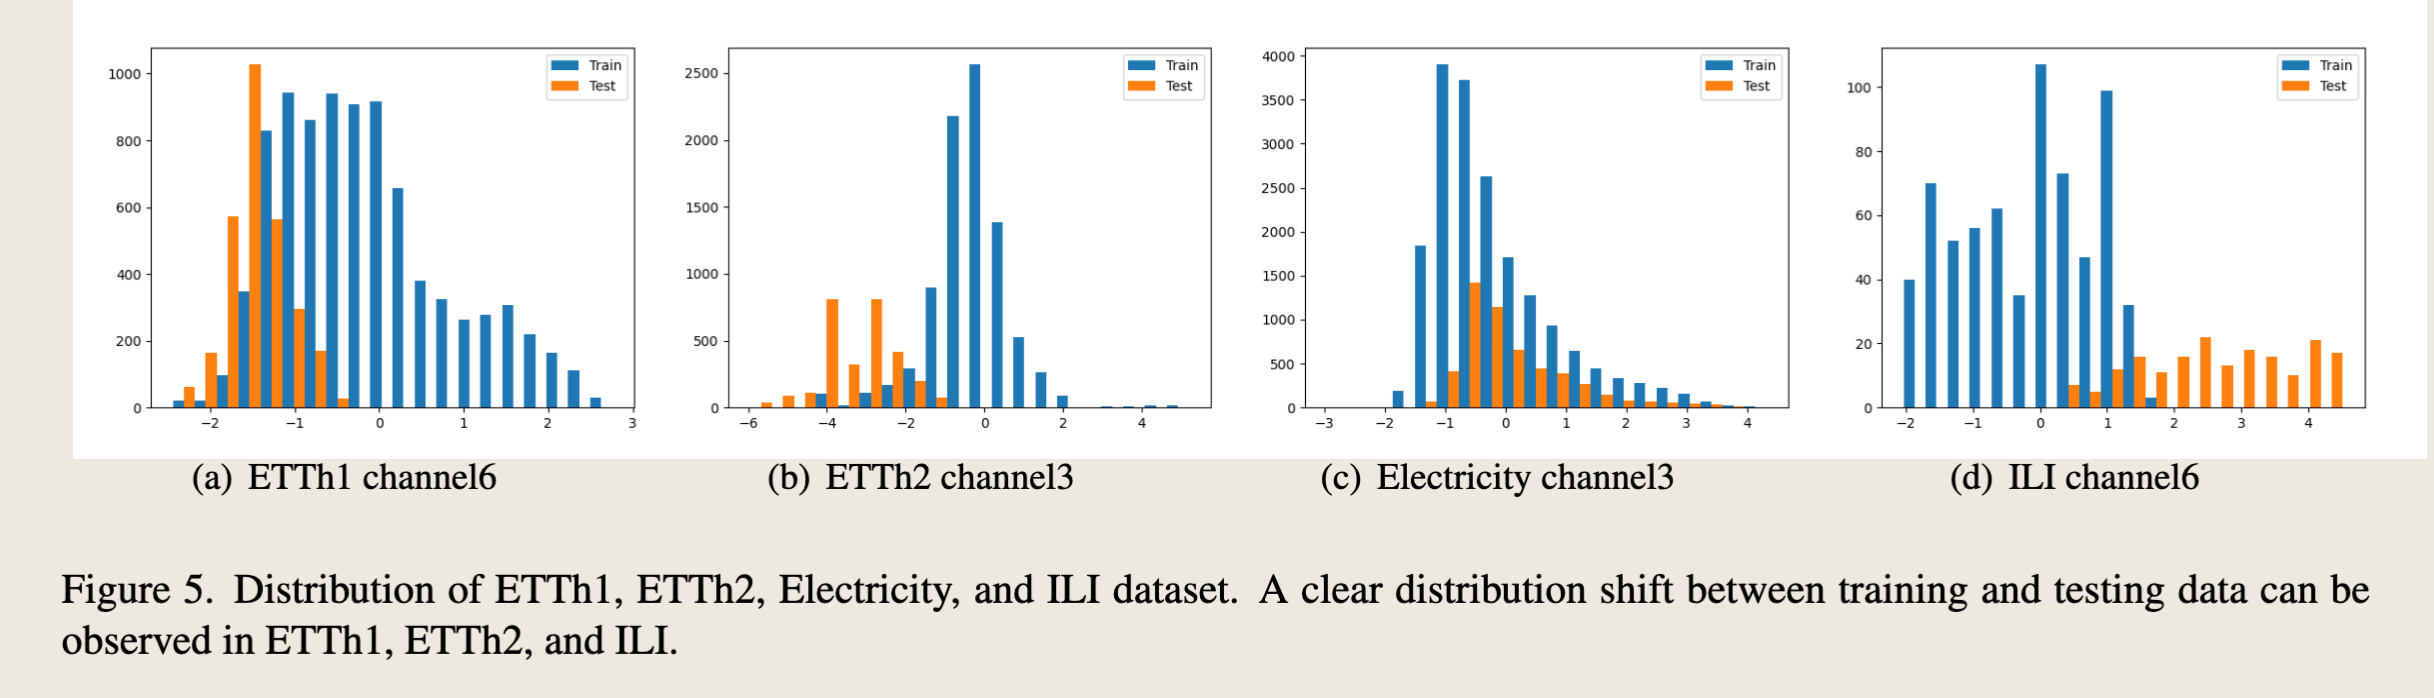 Train
Test
1000
800
600
400
200
0
−2 −1 0 1 2 3
(a) ETTh1 channel6
Train
Test
2500
2000
1500
1000
500
0
−6 −4 −2 0 2 4
(b) ETTh2 channel3
Train
Test
4000
3500
3000
2500
2000
1500
1000
500
0
−3 −2 −1 0 1 2 3 4
(c) Electricity channel3
Train
Test
100
80
60
40
20
0
−2 −1 0 1 2 3 4
(d) ILI channel6
Figure 5. Distribution of ETTh1, ETTh2, Electricity, and ILI dataset. A clear distribution shift between training and testing data can be
observed in ETTh1, ETTh2, and ILI.